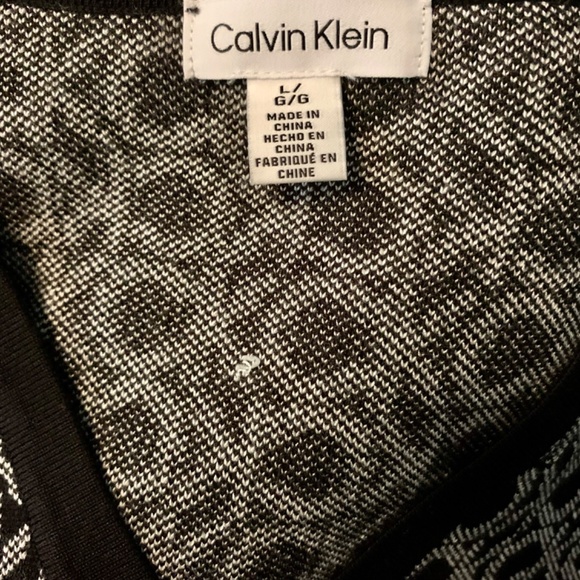 Calvin Klein
L/
G/G
MADE IN
CHINA
HECHO EN
CHINA
FABRIQUÉ EN
CHINE